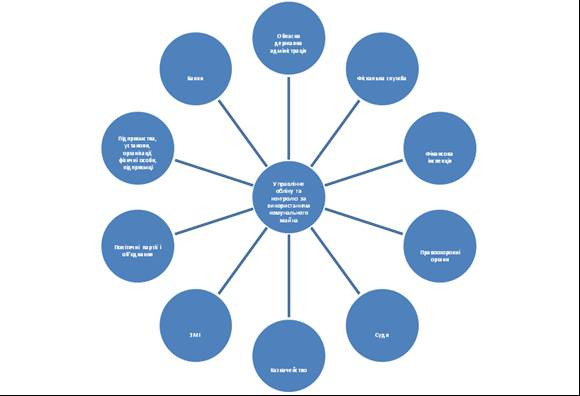 Обласна
державна
адміністрація
Фіскальна служба
Фінансова
інспекція
Правоохоронні
органи
Суди
Казначейство
ЗМІ
Політичні партії і
об'єднання
Підприємства,
установи,
організації,
фізичні особи,
підприємці
Банки
Управління
обліку та
контролю за
використанням
комунального
майна